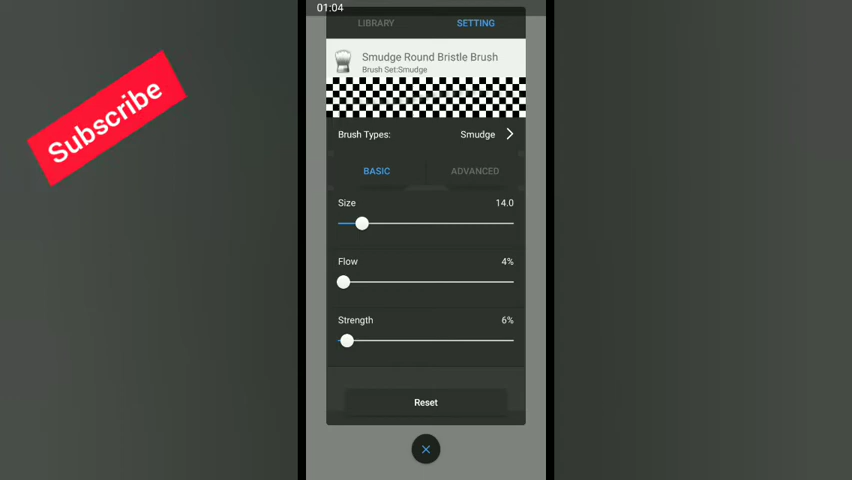 01:04
LIBRARY SETTING
Subscribe
Smudge Round Bristle Brush
Brush Set:Smudge
Brush Types: Smudge
BASIC ADVANCED
Size 14.0
Flow 4%
Strength 6%
Reset